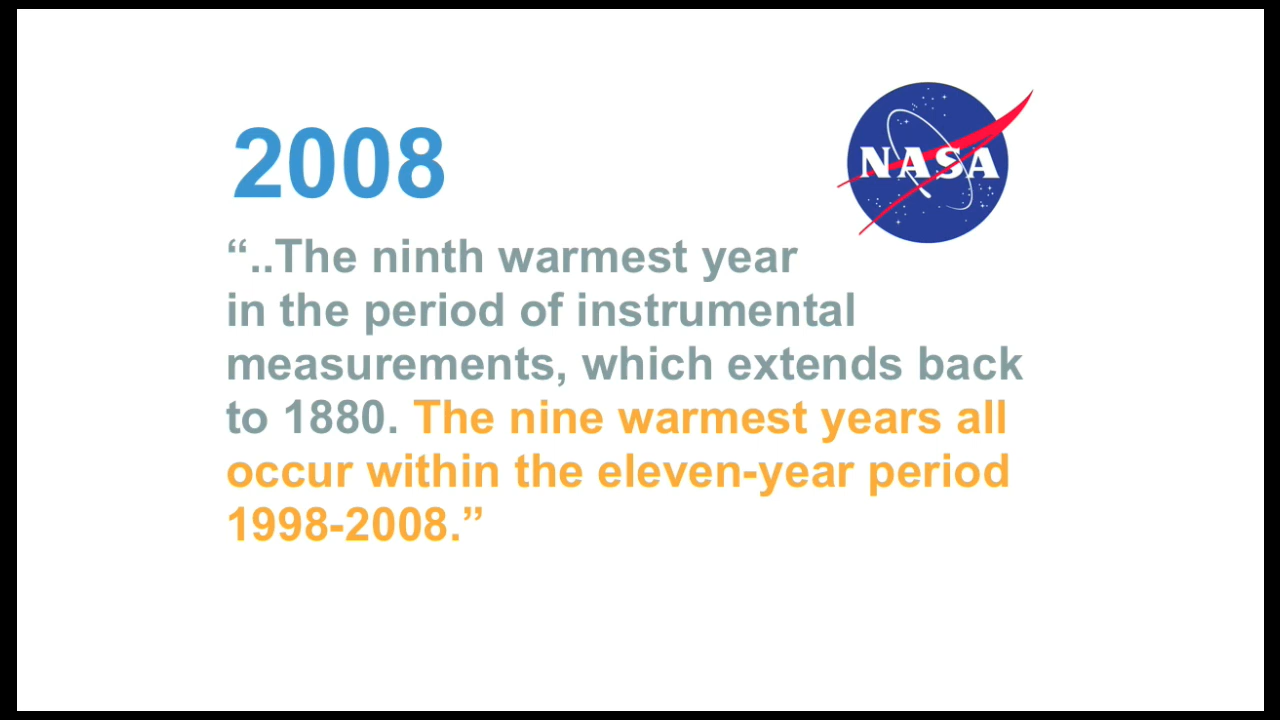 2008
NASA
“..The ninth warmest year
in the period of instrumental
measurements, which extends back
to 1880. The nine warmest years all
occur within the eleven-year period
1998-2008.”